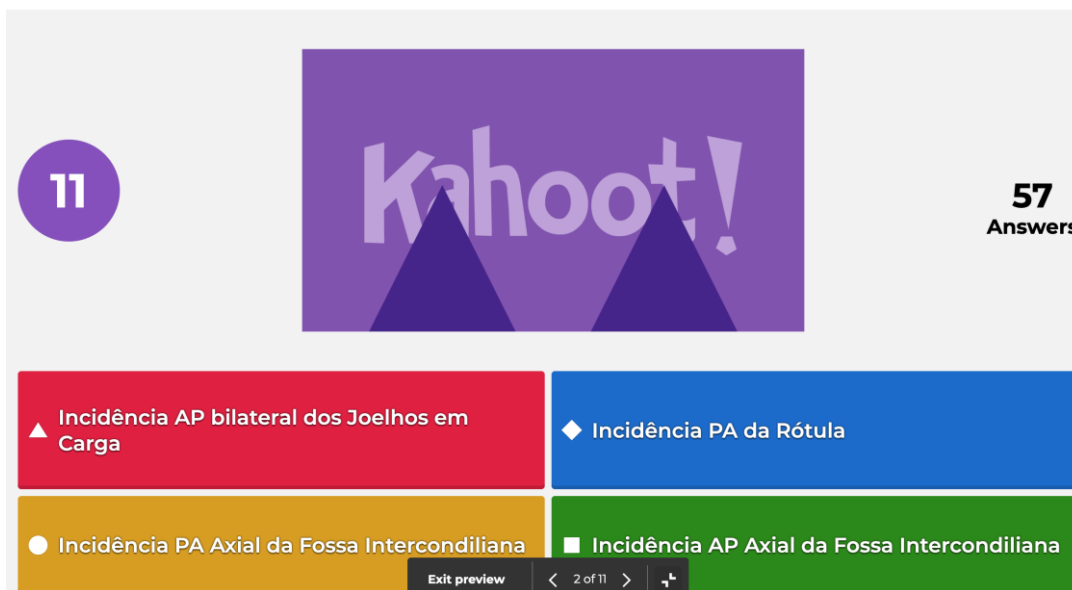 Kahoot!
11
57
Answers
Incidência AP bilateral dos Joelhos em
Carga
Incidência PA da Rótula
Incidência PA Axial da Fossa Intercondiliana
Incidência AP Axial da Fossa Intercondiliana
Exit preview
2 of 11